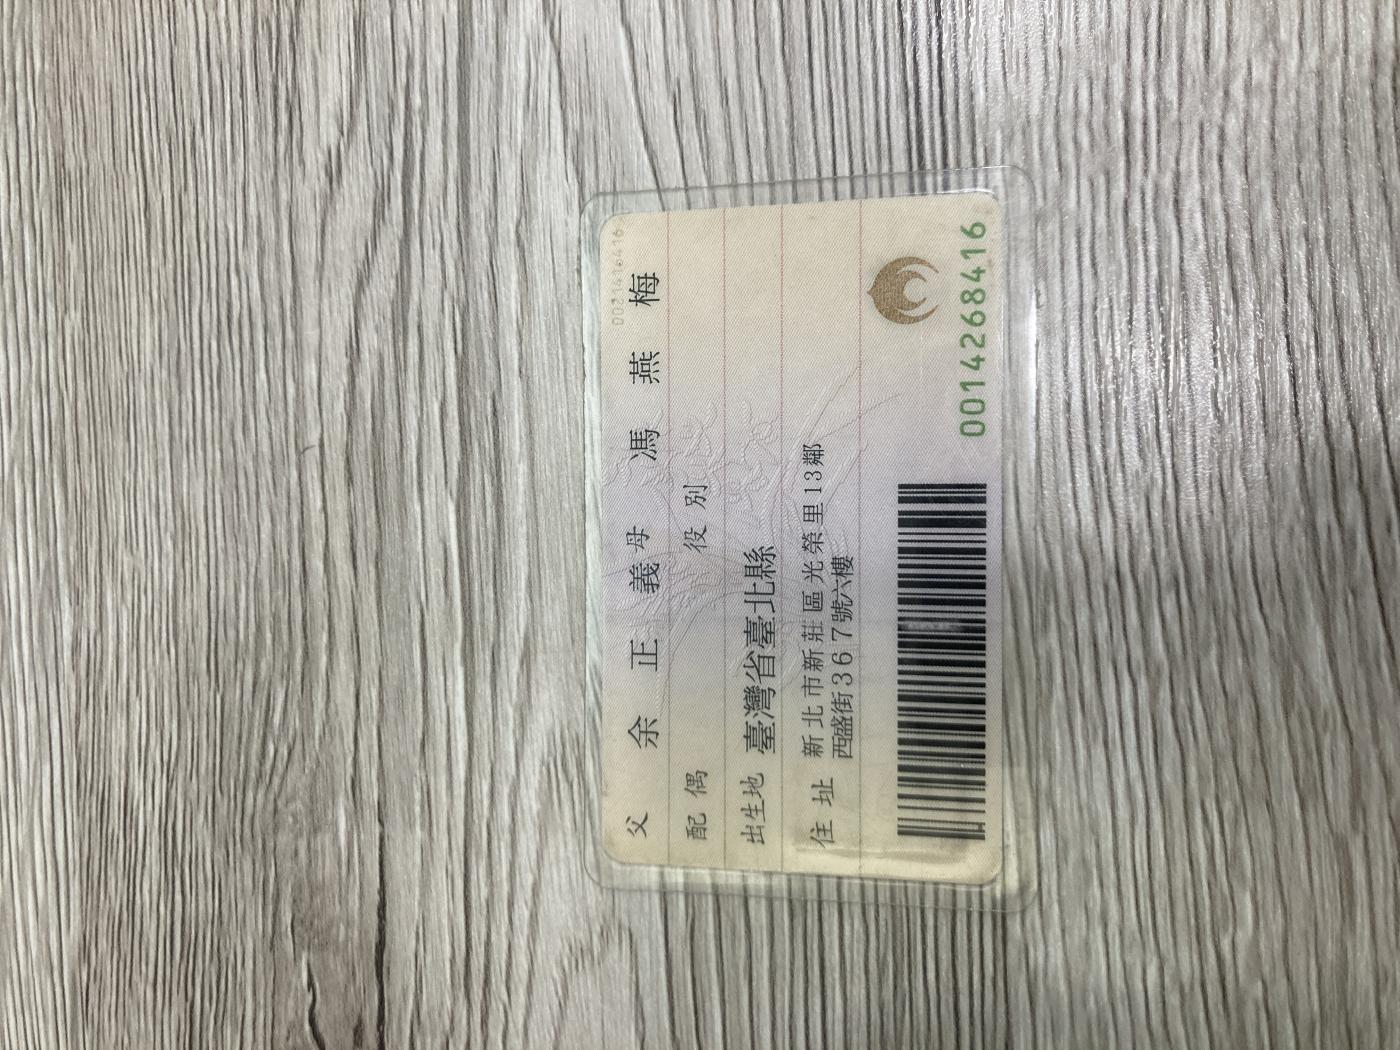 父 余正義 母 馮燕梅
配偶 役別
出生地 臺灣省臺北縣
住址 新北市新莊區光榮里13鄰
西盛街367號六樓
0014268416